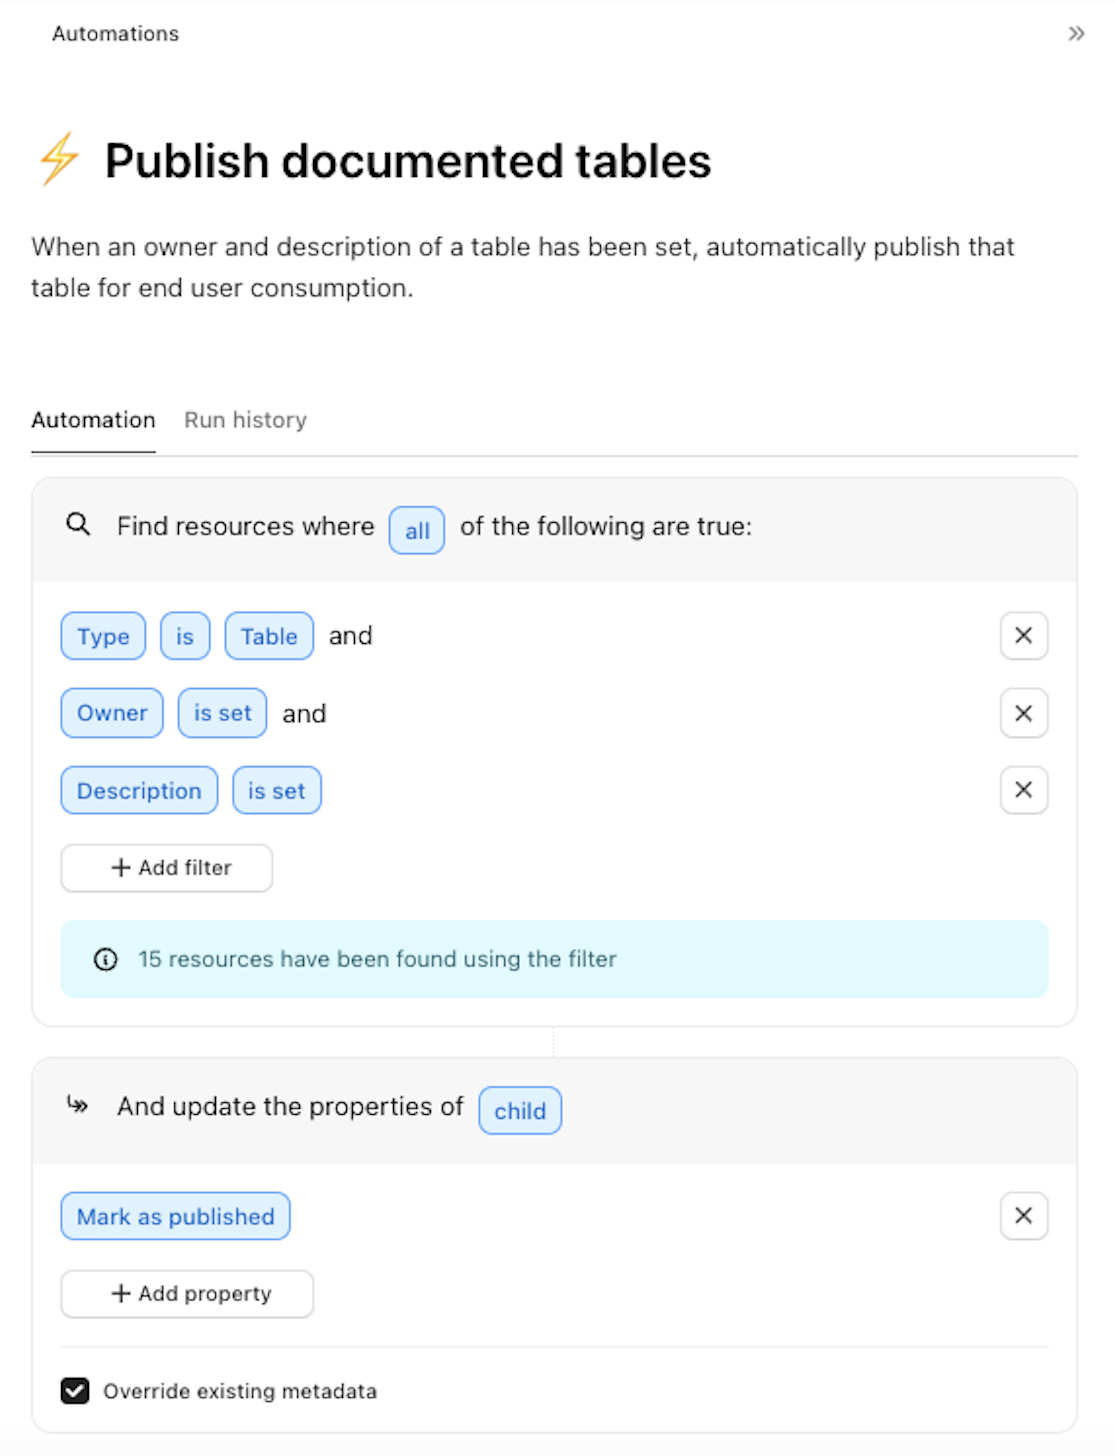 Automations
Publish documented tables
When an owner and description of a table has been set, automatically publish that
table for end user consumption.
Automation Run history
Find resources where all of the following are true:
Type is Table and
Owner is set and
Description is set
+ Add filter
15 resources have been found using the filter
And update the properties of child
Mark as published
+ Add property
Override existing metadata